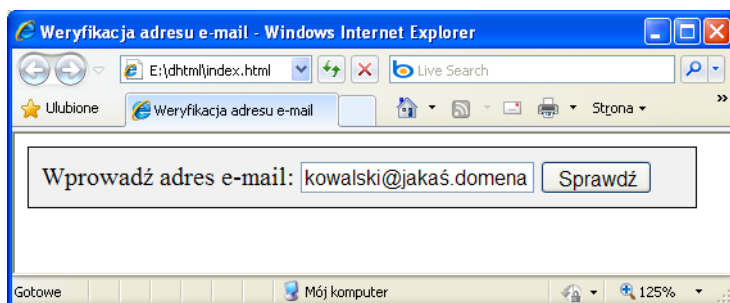 Weryfikacja adresu e-mail - Windows Internet Explorer
E:\dhtml\index.html Live Search
Ulubione Weryfikacja adresu e-mail Strona »
Wprowadź adres e-mail: kowalski@jakaś.domena Sprawdź
Gotowe Mój komputer 125%